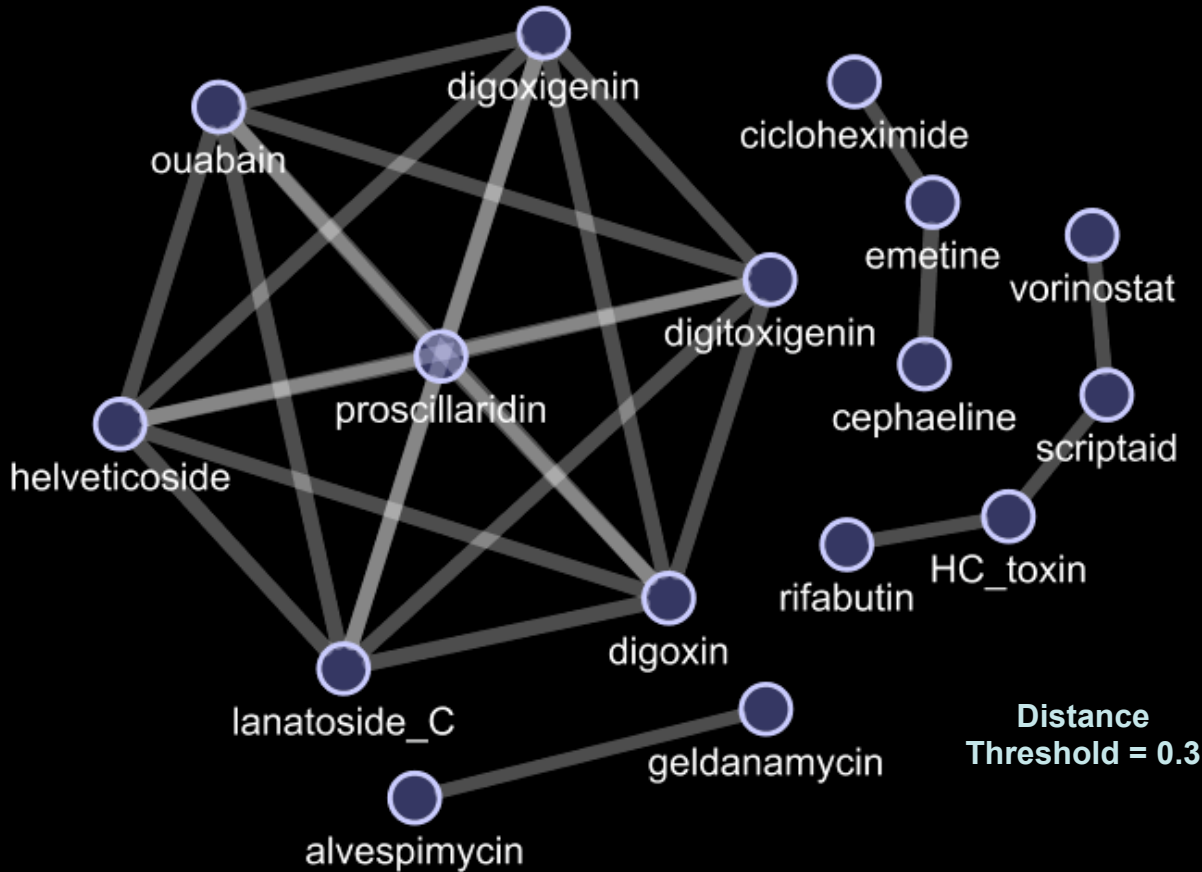 digoxigenin
cicloheximide
ouabain
emetine
vorinostat
digitoxigenin
proscillaridin
cephaeline
scriptaid
helveticoside
HC_toxin
rifabutin
digoxin
lanatoside_C
Distance
Threshold = 0.3
geldanamycin
alvespimycin